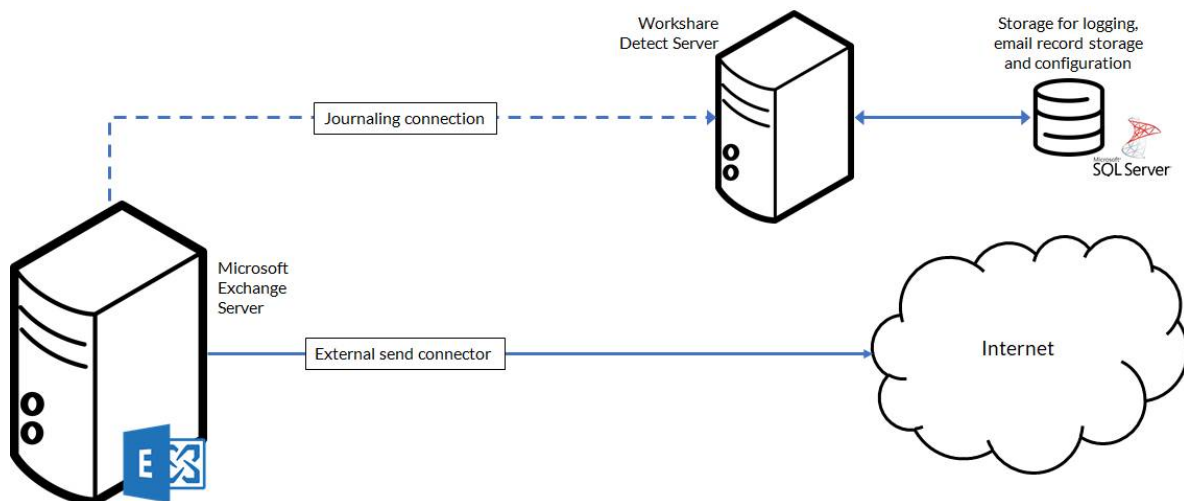 Workshare
Detect Server
Storage for logging,
email record storage
and configuration
Journaling connection
Microsoft
SQL Server
Microsoft
Exchange
Server
External send connector
Internet
E